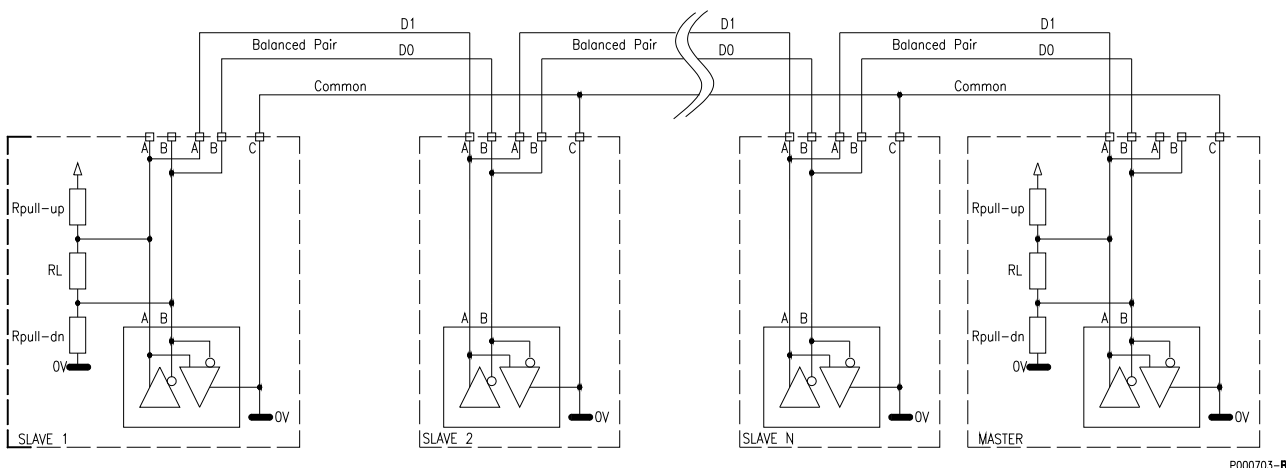 D1 D1 D1
Balanced Pair D0 Balanced Pair D0 Balanced Pair D0
Common Common
A B A B C A B A B C A B A B C A B A B C
Rpull-up Rpull-up
RL RL
A B A B A B A B
Rpull-dn Rpull-dn
0V 0V
0V 0V 0V 0V
SLAVE 1 SLAVE 2 SLAVE N MASTER
P000703-B